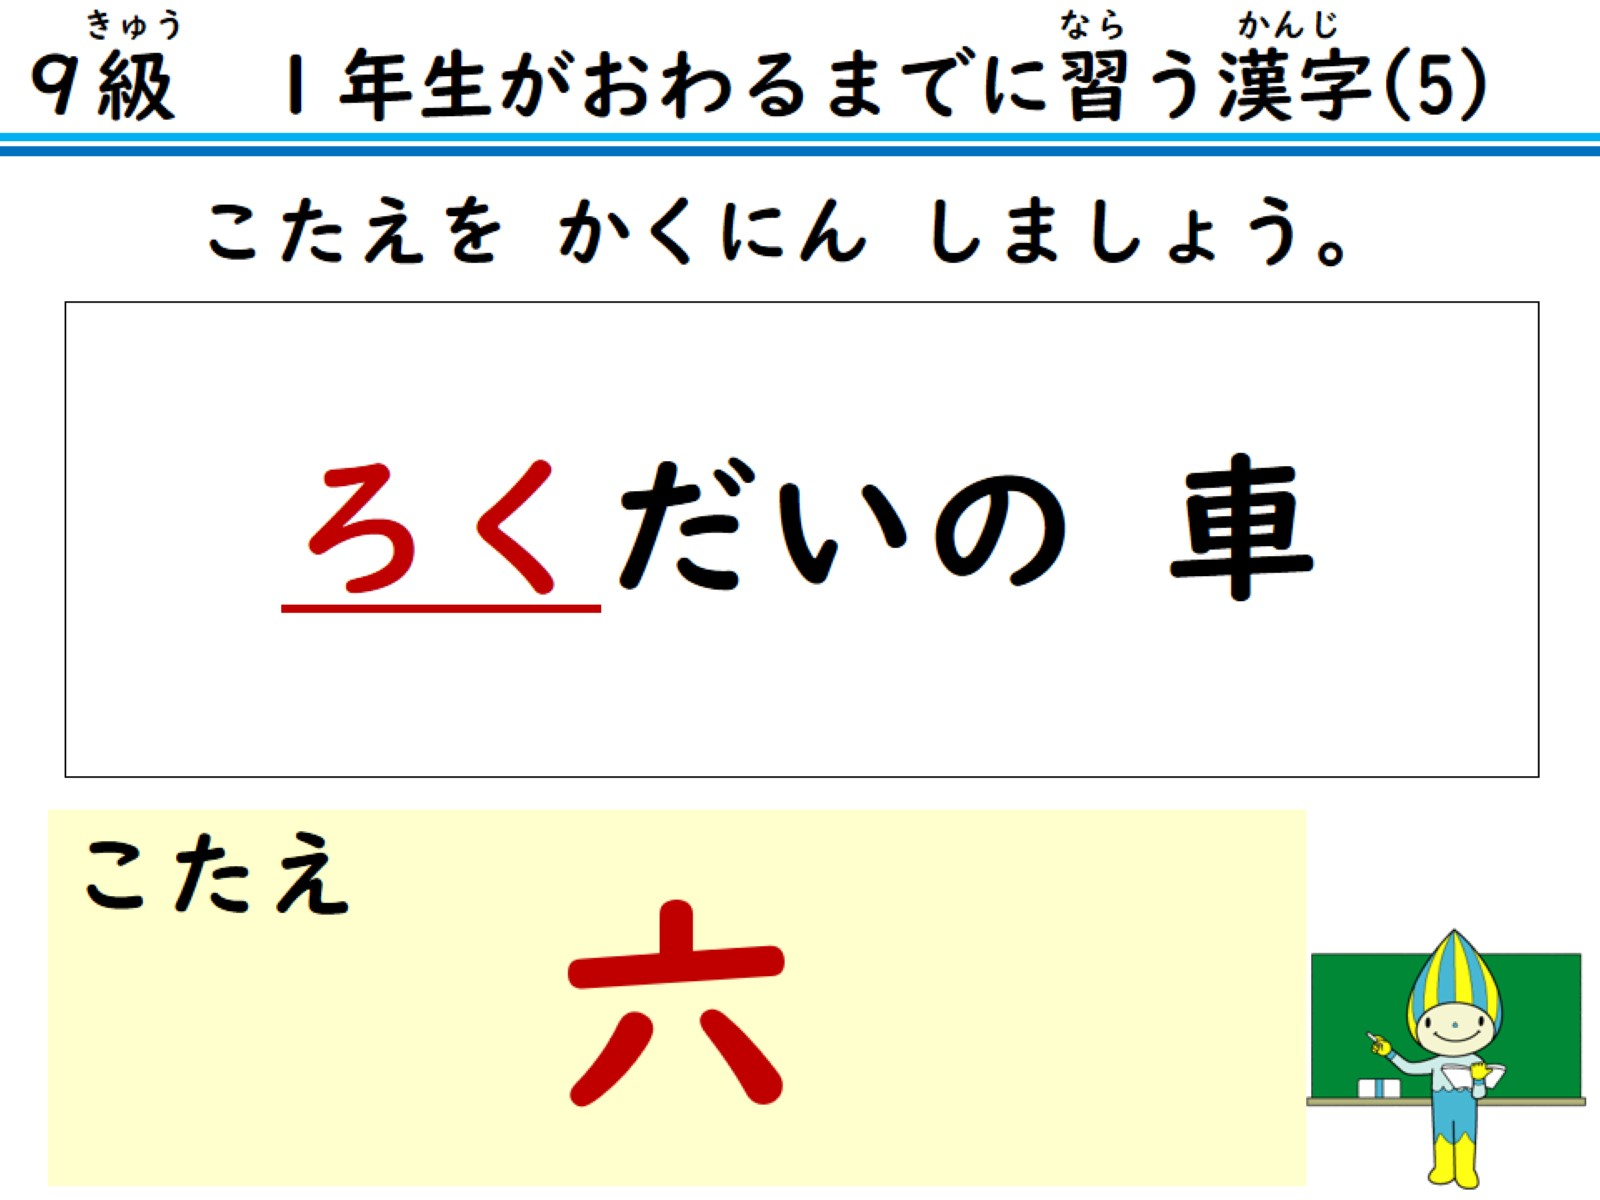 きゅう なら かんじ
9級 1年生がおわるまでに習う漢字(5)
こたえを かくにん しましょう。
ろくだいの 車
こたえ
六